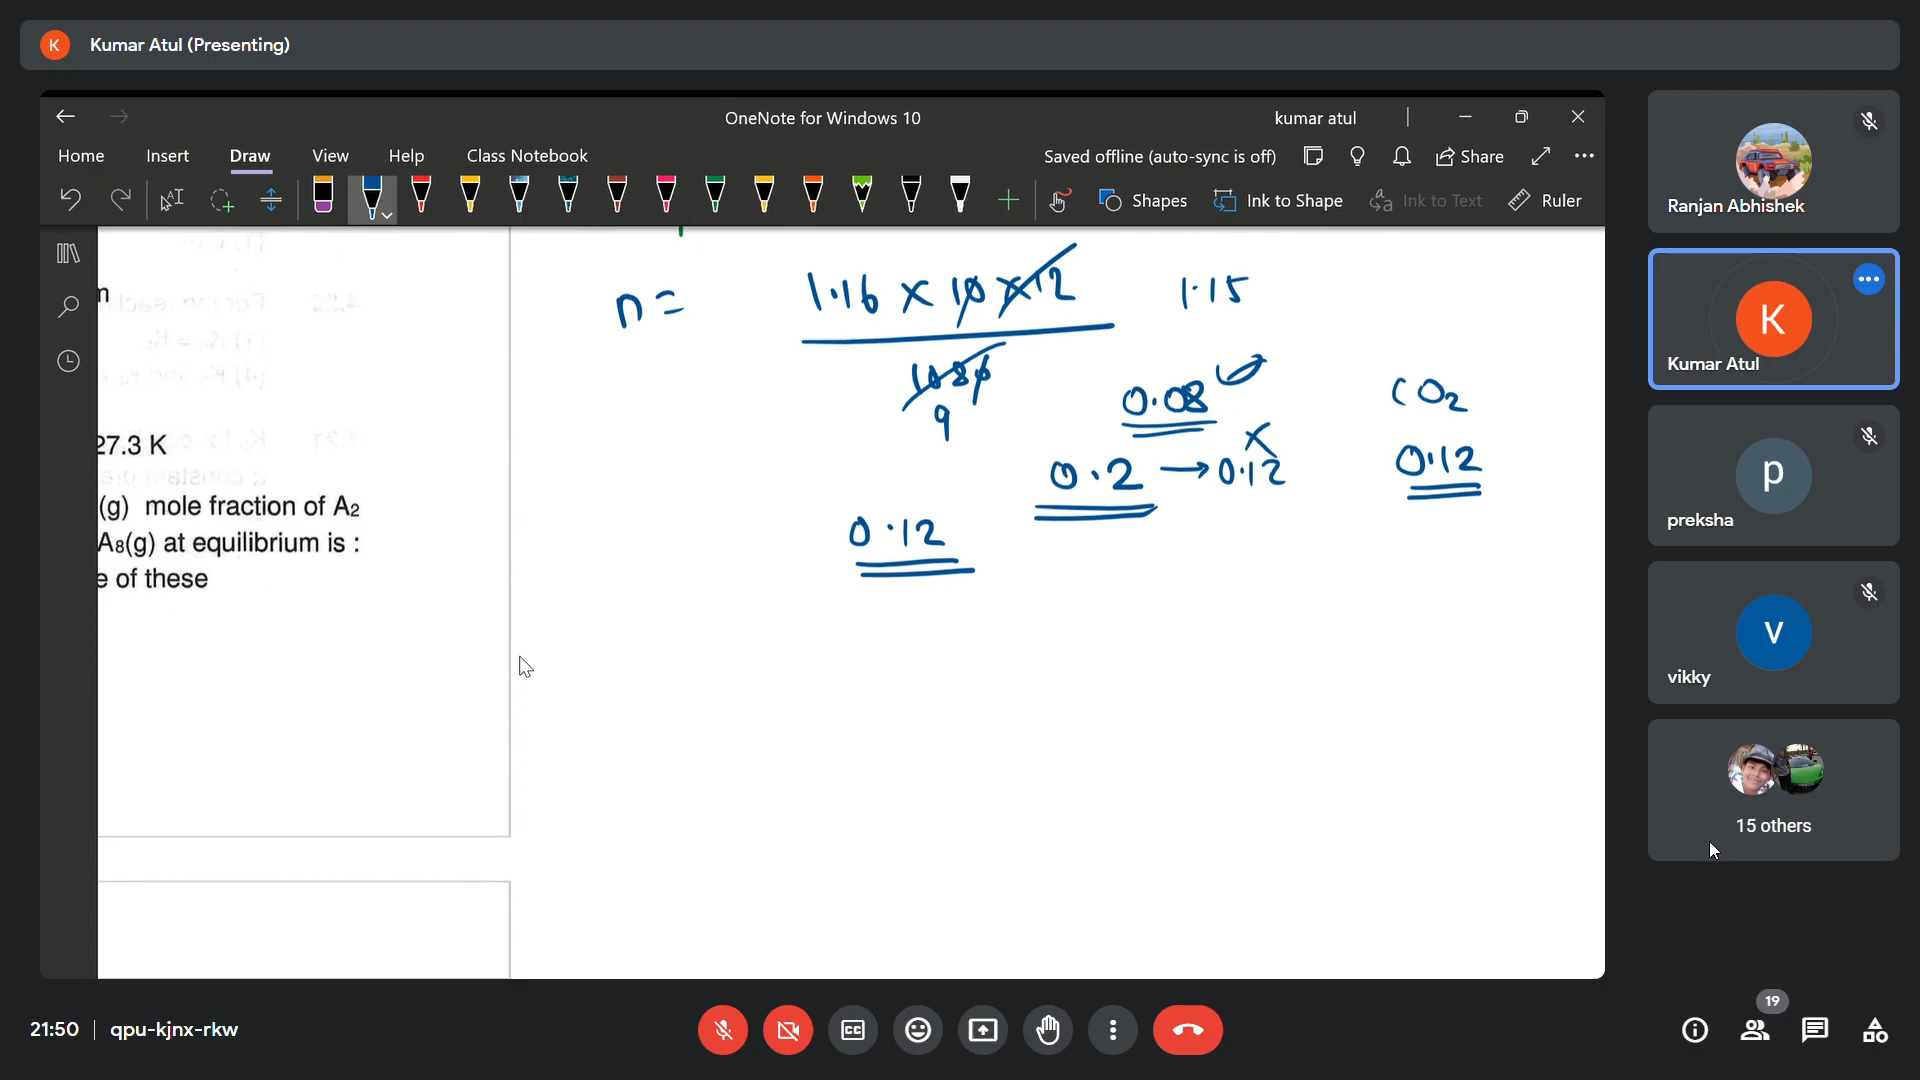 K Kumar Atul (Presenting)
OneNote for Windows 10
kumar atul
Home Insert Draw View Help Class Notebook
Saved offline (auto-sync is off)
Share
Shapes
Ink to Shape
Ink to Text
Ruler
n
27.3 K
(g) mole fraction of A2
A8(g) at equilibrium is :
e of these
n = 1.16 x 10 x 12
1080
9
1.15
0.08
0.2 → 0.12
0.12
CO2
0.12
Ranjan Abhishek
K
Kumar Atul
p
preksha
v
vikky
15 others
21:50 | qpu-kjnx-rkw
19